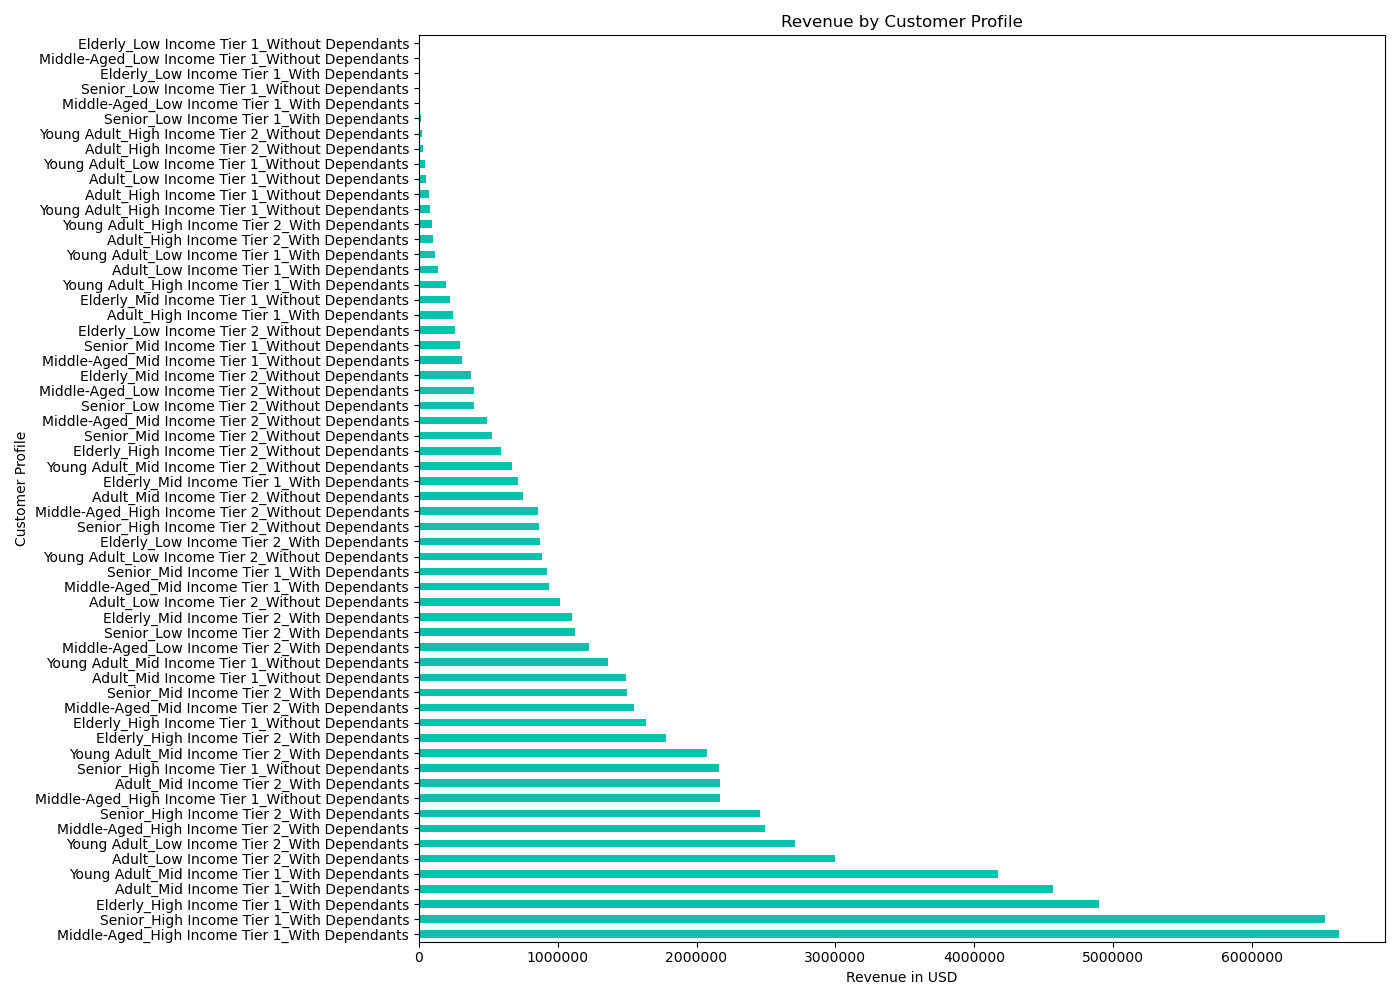 Revenue by Customer Profile
Elderly_Low Income Tier 1_Without Dependants
Middle-Aged_Low Income Tier 1_Without Dependants
Elderly_Low Income Tier 1_With Dependants
Senior_Low Income Tier 1_Without Dependants
Middle-Aged_Low Income Tier 1_With Dependants
Senior_Low Income Tier 1_With Dependants
Young Adult_High Income Tier 2_Without Dependants
Adult_High Income Tier 2_Without Dependants
Young Adult_Low Income Tier 1_Without Dependants
Adult_Low Income Tier 1_Without Dependants
Adult_High Income Tier 1_Without Dependants
Young Adult_High Income Tier 1_Without Dependants
Young Adult_High Income Tier 2_With Dependants
Adult_High Income Tier 2_With Dependants
Young Adult_Low Income Tier 1_With Dependants
Adult_Low Income Tier 1_With Dependants
Young Adult_High Income Tier 1_With Dependants
Elderly_Mid Income Tier 1_Without Dependants
Adult_High Income Tier 1_With Dependants
Elderly_Low Income Tier 2_Without Dependants
Senior_Mid Income Tier 1_Without Dependants
Middle-Aged_Mid Income Tier 1_Without Dependants
Elderly_Mid Income Tier 2_Without Dependants
Middle-Aged_Low Income Tier 2_Without Dependants
Senior_Low Income Tier 2_Without Dependants
Middle-Aged_Mid Income Tier 2_Without Dependants
Senior_Mid Income Tier 2_Without Dependants
Elderly_High Income Tier 2_Without Dependants
Young Adult_Mid Income Tier 2_Without Dependants
Elderly_Mid Income Tier 1_With Dependants
Adult_Mid Income Tier 2_Without Dependants
Middle-Aged_High Income Tier 2_Without Dependants
Senior_High Income Tier 2_Without Dependants
Elderly_Low Income Tier 2_With Dependants
Young Adult_Low Income Tier 2_Without Dependants
Senior_Mid Income Tier 1_With Dependants
Middle-Aged_Mid Income Tier 1_With Dependants
Adult_Low Income Tier 2_Without Dependants
Elderly_Mid Income Tier 2_With Dependants
Senior_Low Income Tier 2_With Dependants
Middle-Aged_Low Income Tier 2_With Dependants
Young Adult_Mid Income Tier 1_Without Dependants
Adult_Mid Income Tier 1_Without Dependants
Senior_Mid Income Tier 2_With Dependants
Middle-Aged_Mid Income Tier 2_With Dependants
Elderly_High Income Tier 1_Without Dependants
Elderly_High Income Tier 2_With Dependants
Young Adult_Mid Income Tier 2_With Dependants
Senior_High Income Tier 1_Without Dependants
Adult_Mid Income Tier 2_With Dependants
Middle-Aged_High Income Tier 1_Without Dependants
Senior_High Income Tier 2_With Dependants
Middle-Aged_High Income Tier 2_With Dependants
Young Adult_Low Income Tier 2_With Dependants
Adult_Low Income Tier 2_With Dependants
Young Adult_Mid Income Tier 1_With Dependants
Adult_Mid Income Tier 1_With Dependants
Elderly_High Income Tier 1_With Dependants
Senior_High Income Tier 1_With Dependants
Middle-Aged_High Income Tier 1_With Dependants
Customer Profile
0 1000000 2000000 3000000 4000000 5000000 6000000
Revenue in USD